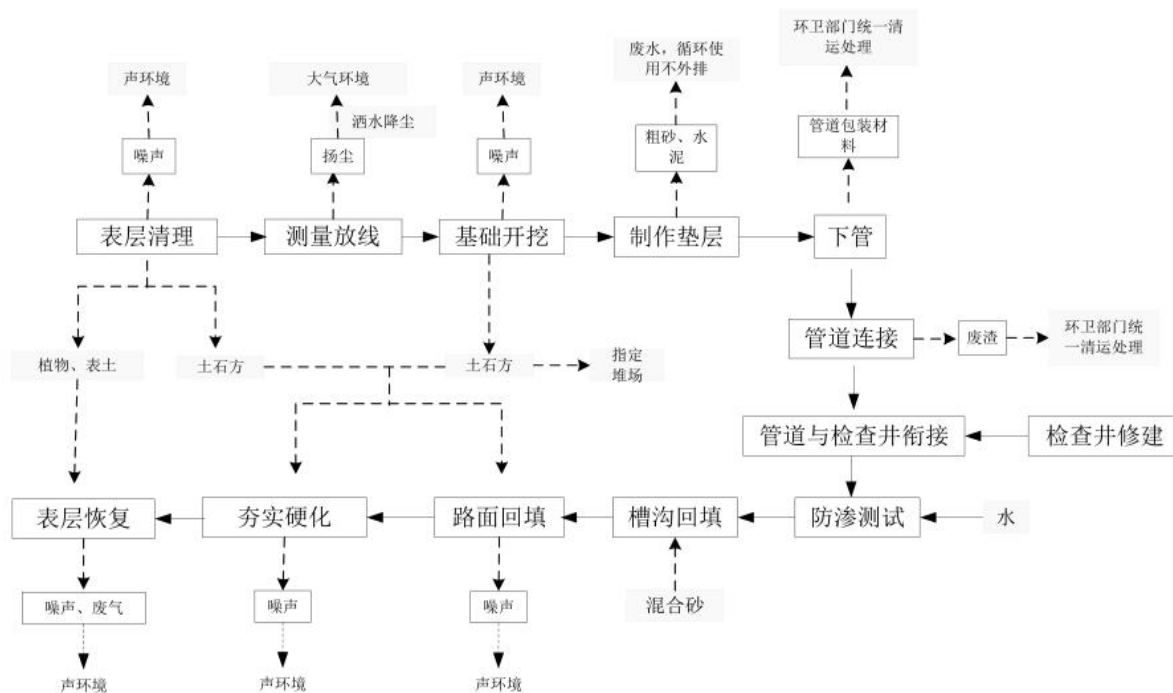 环卫部门统一清
运处理
声环境
大气环境
声环境
废水，循环使
用不外排
洒水降尘
噪声
扬尘
噪声
粗砂、水
泥
管道包装材
料
表层清理
测量放线
基础开挖
制作垫层
下管
管道连接
废渣
环卫部门统
一清运处理
植物、表土
土石方
土石方
指定
堆场
管道与检查井衔接
检查井修建
表层恢复
夯实硬化
路面回填
槽沟回填
防渗测试
水
噪声、废气
噪声
噪声
混合砂
声环境
声环境
声环境